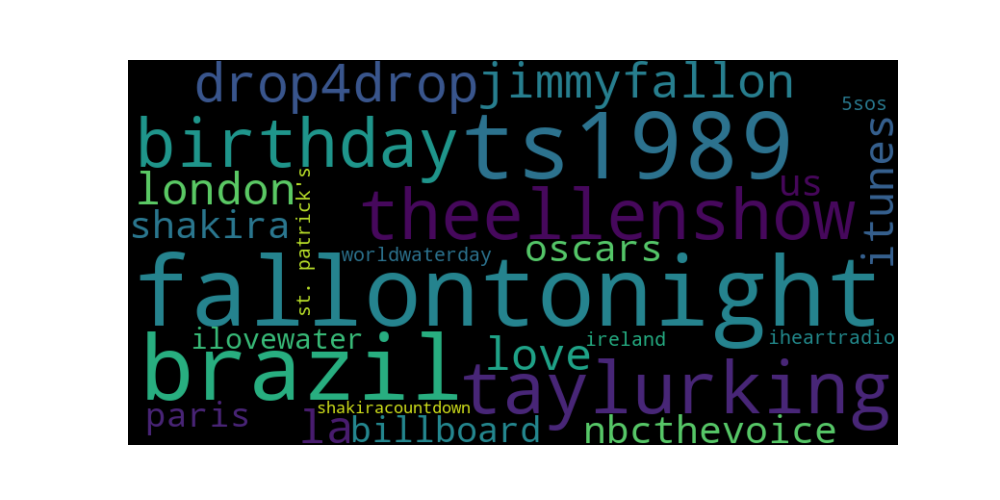 drop4drop jimmyfallon
5sos
birthday ts1989
itunes
london
st. patrick's
theellenshow us
shakira
worldwaterday oscars
fallontonight
ilovewater
brazil
love ireland iheartradio
taylurking
paris
shakiracountdown
la billboard nbcthevoice